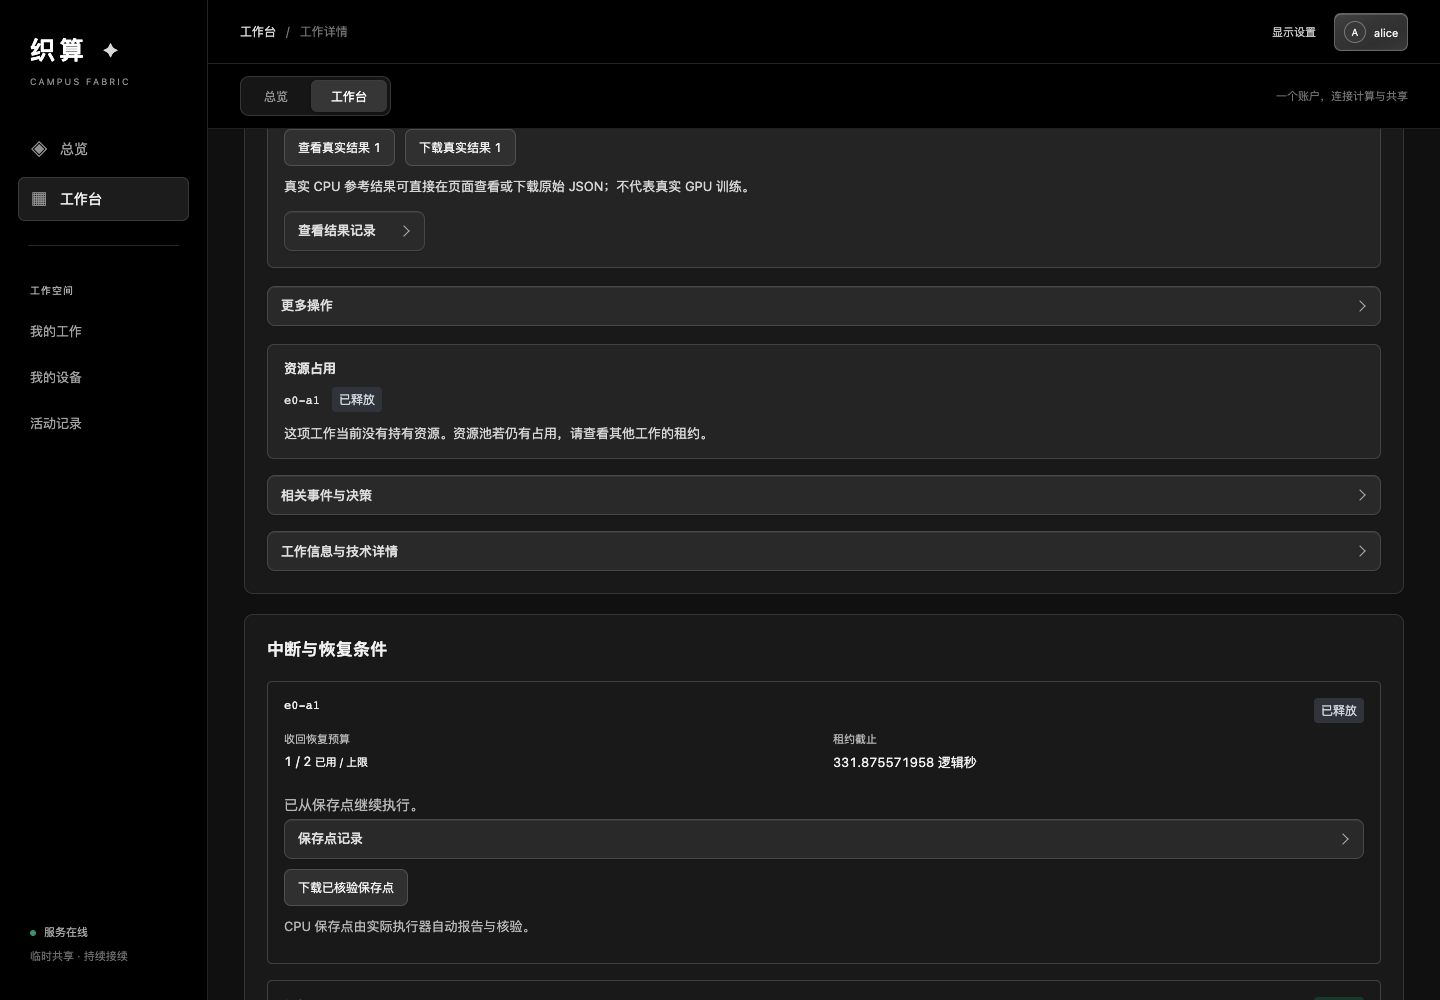 织算
CAMPUS FABRIC
总览
工作台
工作空间
我的工作
我的设备
活动记录
服务在线
临时共享 · 持续接续
工作台 / 工作详情
显示设置
A alice
总览 工作台
一个账户，连接计算与共享
查看真实结果 1 下载真实结果 1
真实 CPU 参考结果可直接在页面查看或下载原始 JSON；不代表真实 GPU 训练。
查看结果记录
更多操作
资源占用
e0-a1 已释放
这项工作当前没有持有资源。资源池若仍有占用，请查看其他工作的租约。
相关事件与决策
工作信息与技术详情
中断与恢复条件
e0-a1 已释放
收回恢复预算 租约截止
1 / 2 已用 / 上限 331.875571958 逻辑秒
已从保存点继续执行。
保存点记录
下载已核验保存点
CPU 保存点由实际执行器自动报告与核验。